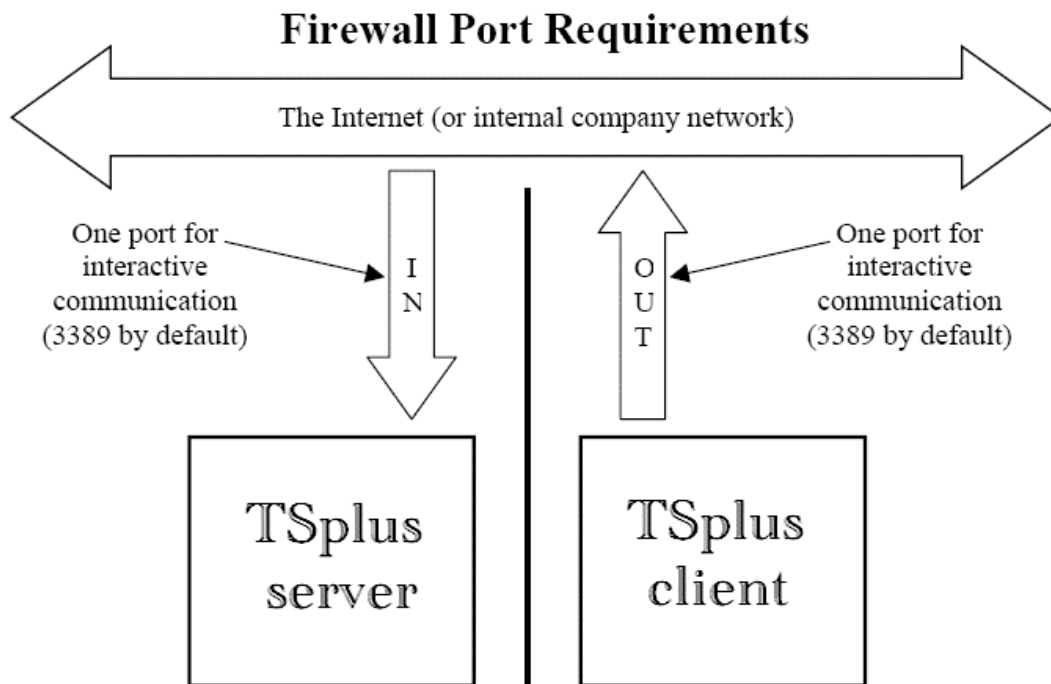 Firewall Port Requirements
The Internet (or internal company network)
One port for
interactive
communication
(3389 by default)
I
N
O
U
T
One port for
interactive
communication
(3389 by default)
TSplus
server
TSplus
client